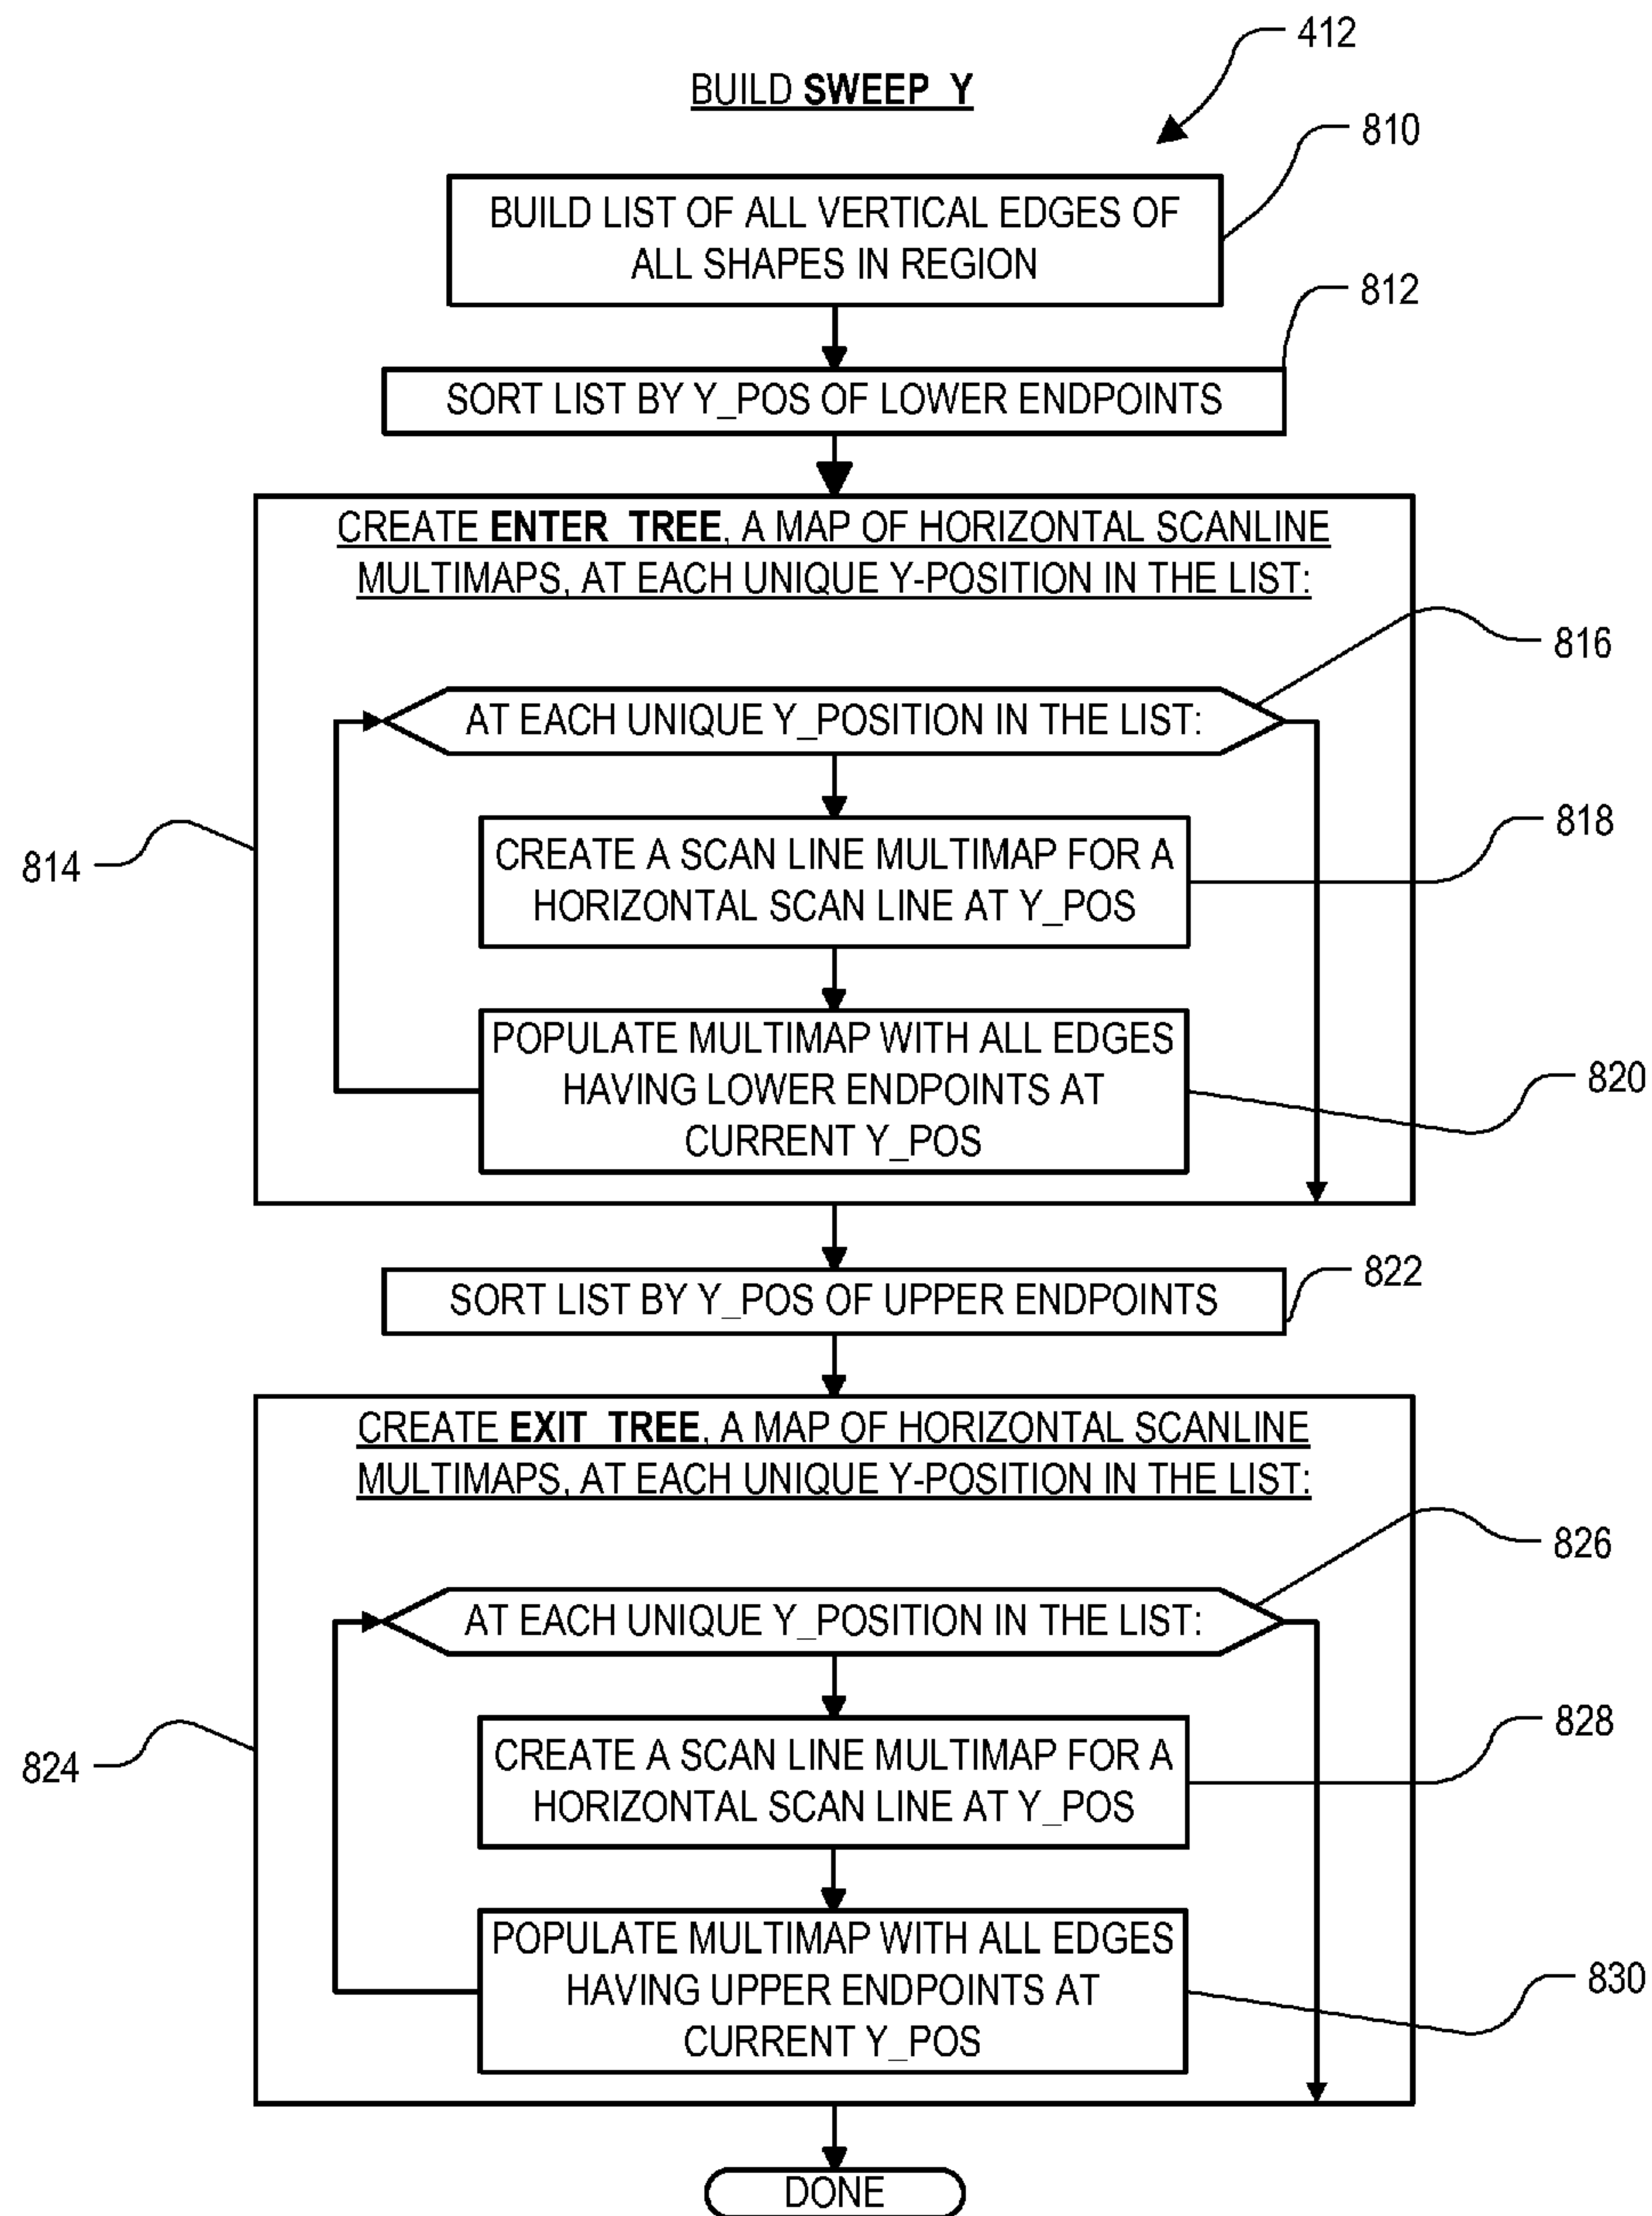 412
BUILD SWEEP_Y
810
BUILD LIST OF ALL VERTICAL EDGES OF
ALL SHAPES IN REGION
812
SORT LIST BY Y_POS OF LOWER ENDPOINTS
CREATE ENTER_TREE, A MAP OF HORIZONTAL SCANLINE
MULTIMAPS, AT EACH UNIQUE Y-POSITION IN THE LIST:
816
AT EACH UNIQUE Y_POSITION IN THE LIST:
818
CREATE A SCAN LINE MULTIMAP FOR A
HORIZONTAL SCAN LINE AT Y_POS
814
POPULATE MULTIMAP WITH ALL EDGES
HAVING LOWER ENDPOINTS AT
CURRENT Y_POS
820
822
SORT LIST BY Y_POS OF UPPER ENDPOINTS
CREATE EXIT_TREE, A MAP OF HORIZONTAL SCANLINE
MULTIMAPS, AT EACH UNIQUE Y-POSITION IN THE LIST:
826
AT EACH UNIQUE Y_POSITION IN THE LIST:
828
CREATE A SCAN LINE MULTIMAP FOR A
HORIZONTAL SCAN LINE AT Y_POS
824
POPULATE MULTIMAP WITH ALL EDGES
HAVING UPPER ENDPOINTS AT
CURRENT Y_POS
830
DONE